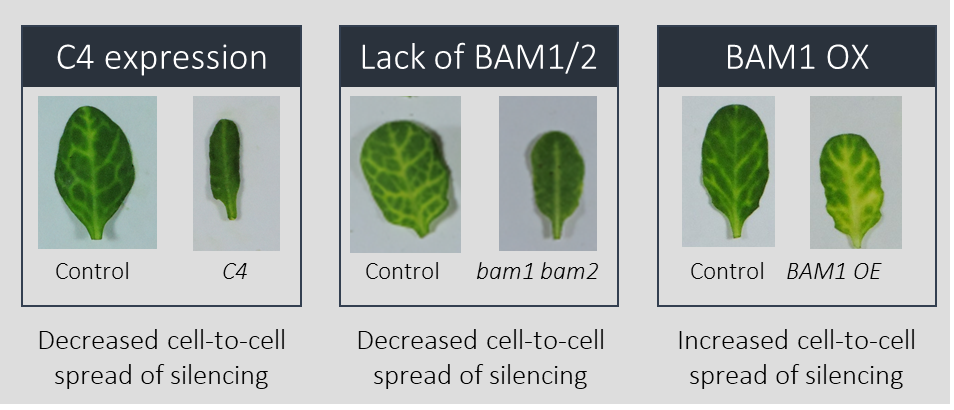 C4 expression
Control
C4
Decreased cell-to-cell
spread of silencing
Lack of BAM1/2
Control
bam1 bam2
Decreased cell-to-cell
spread of silencing
BAM1 OX
Control
BAM1 OE
Increased cell-to-cell
spread of silencing